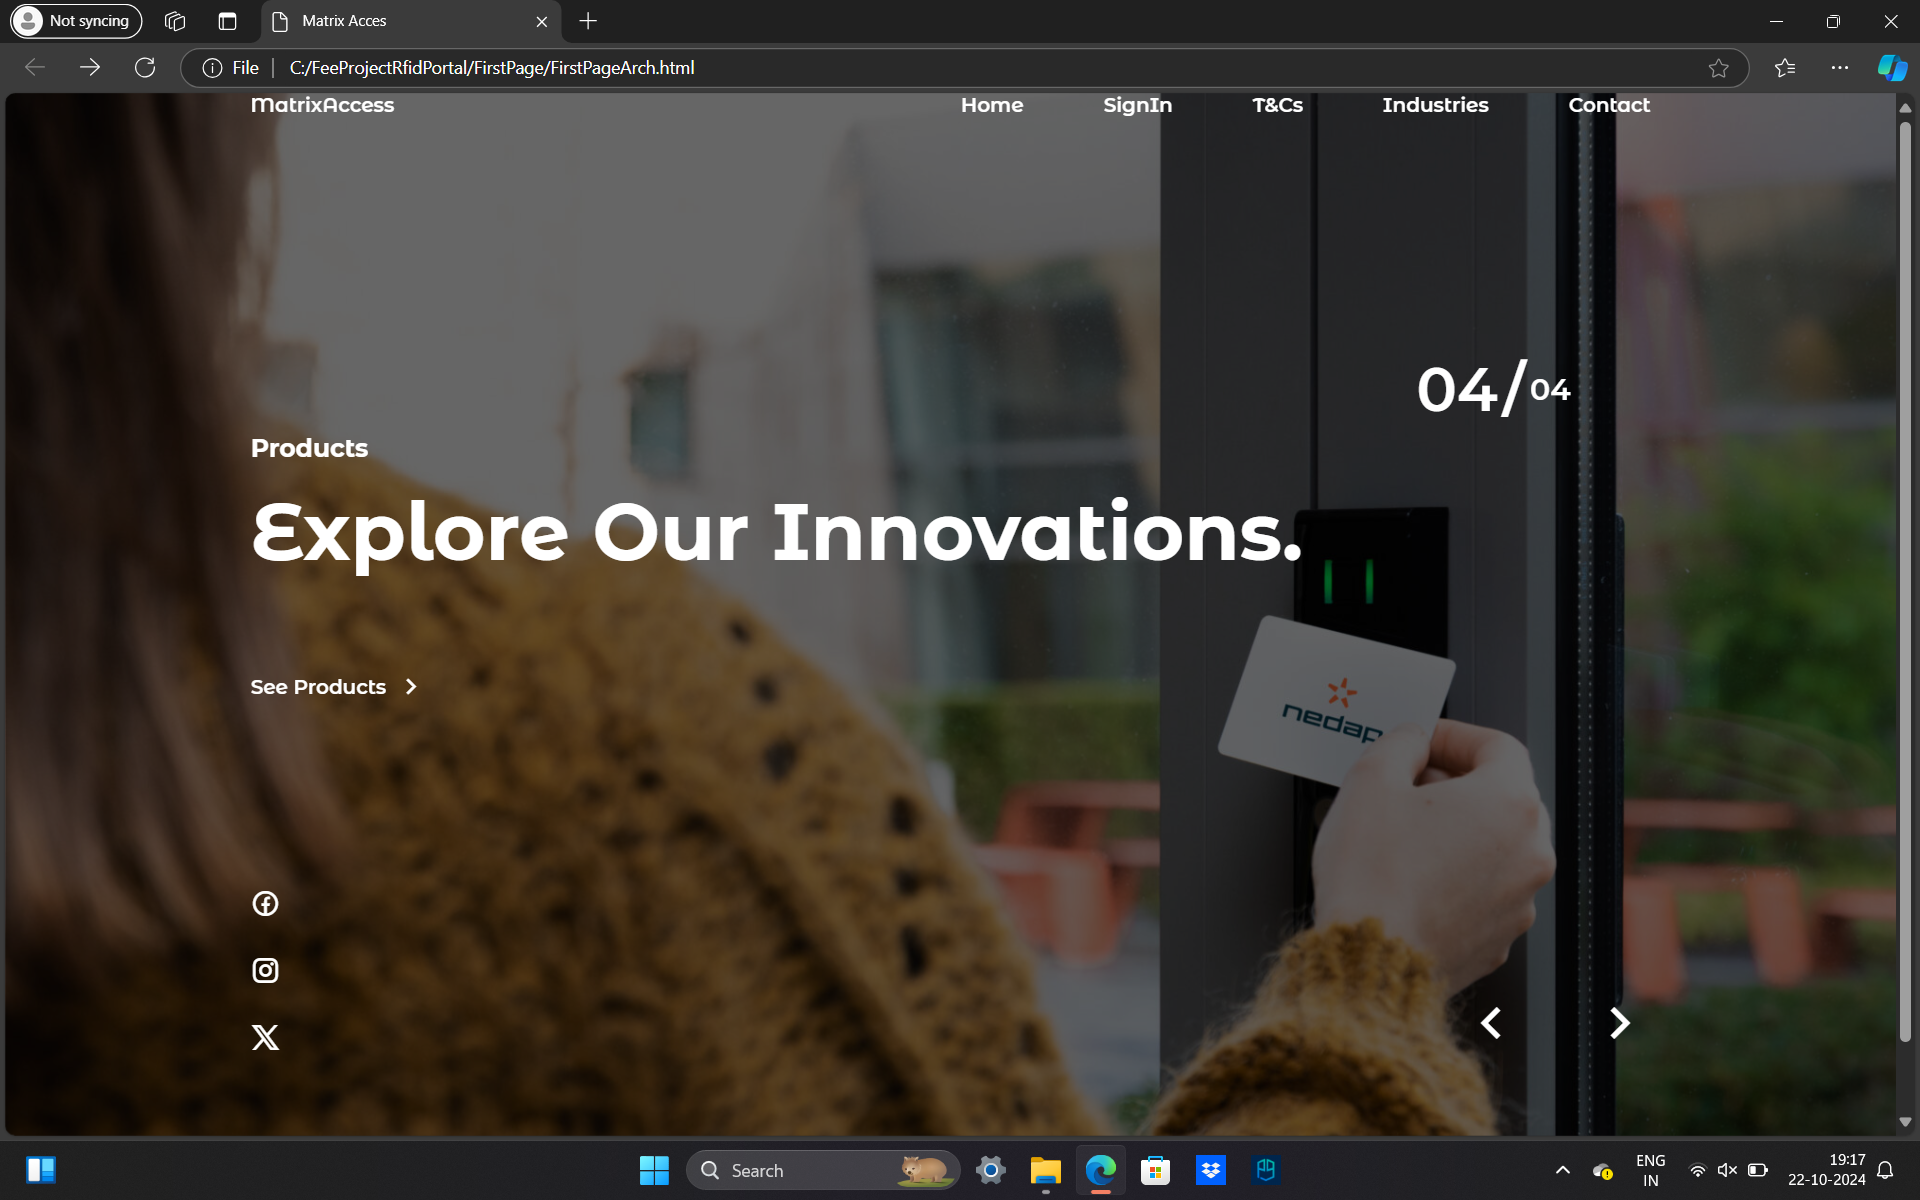 Not syncing
Matrix Acces
File
C:/FeeProjectRfidPortal/FirstPage/FirstPageArch.html
MatrixAccess
Home
SignIn
T&Cs
Industries
Contact
04/04
Products
Explore Our Innovations.
nedap
See Products
Search
ENG
IN
19:17
22-10-2024